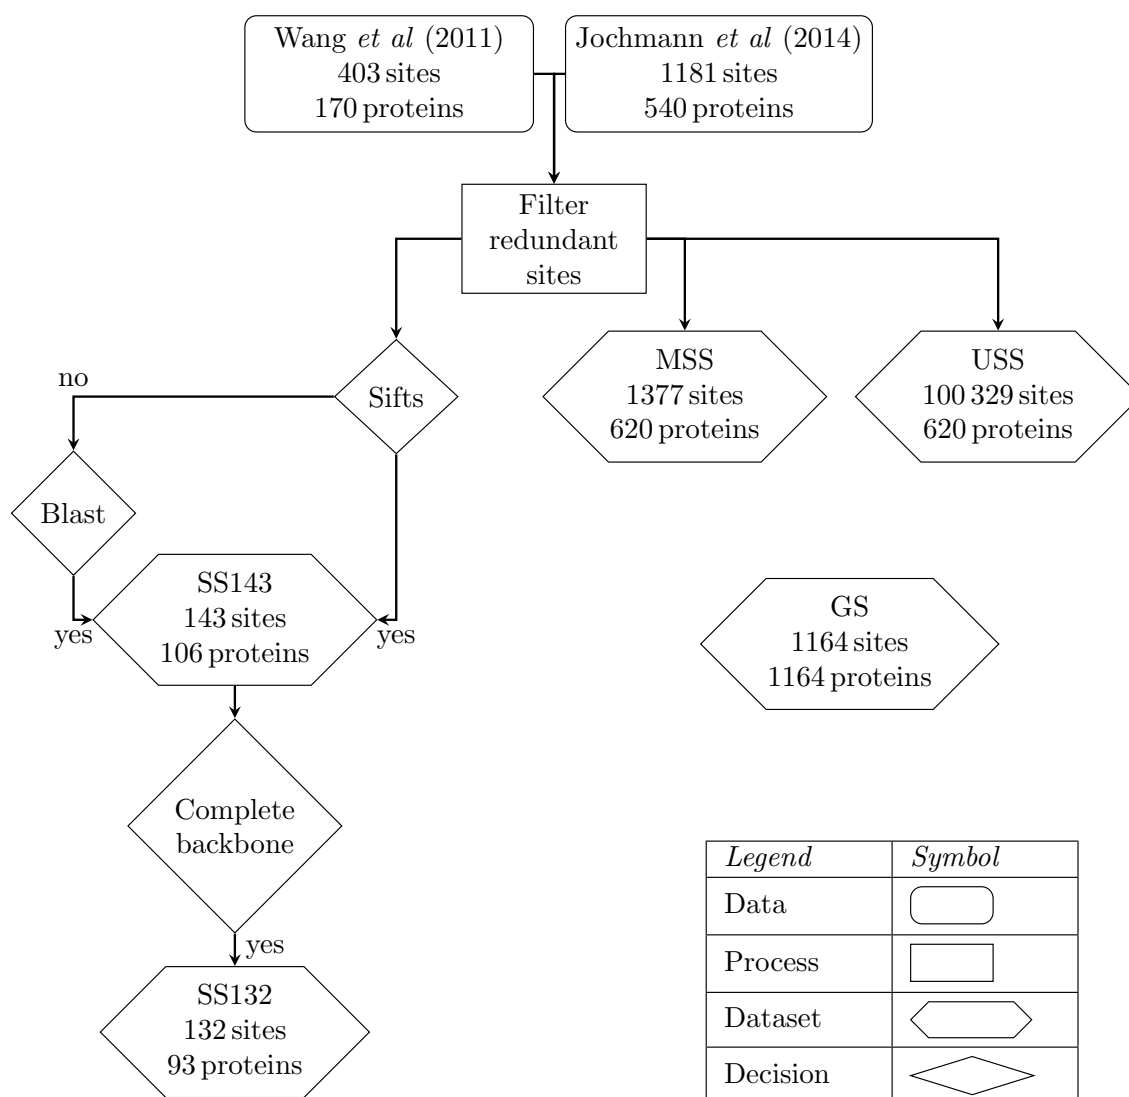 Wang et al (2011)
403 sites
170 proteins
Jochmann et al (2014)
1181 sites
540 proteins
Filter
redundant
sites
MSS
1377 sites
620 proteins
USS
100 329 sites
620 proteins
no
Sifts
Blast
SS143
143 sites
106 proteins
yes
yes
GS
1164 sites
1164 proteins
Complete
backbone
yes
SS132
132 sites
93 proteins
Legend Symbol
Data
Process
Dataset
Decision